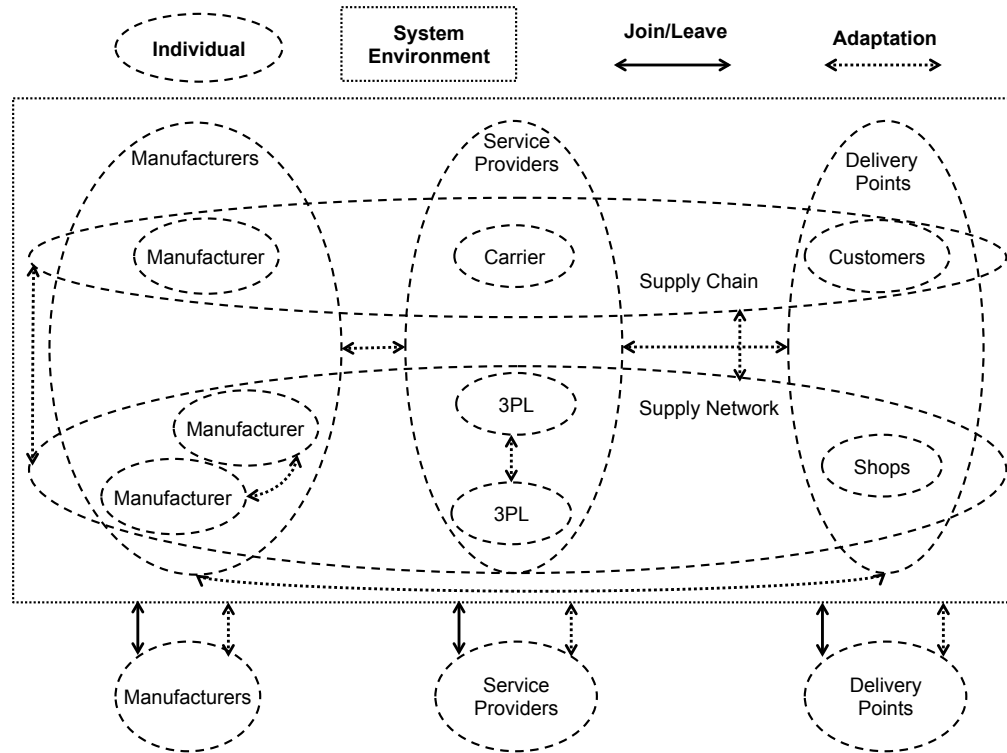 Individual
System
Environment
Join/Leave
Adaptation
Manufacturers
Service
Providers
Delivery
Points
Manufacturer
Carrier
Customers
Supply Chain
Supply Network
3PL
Manufacturer
Shops
Manufacturer
3PL
Manufacturers
Service
Providers
Delivery
Points